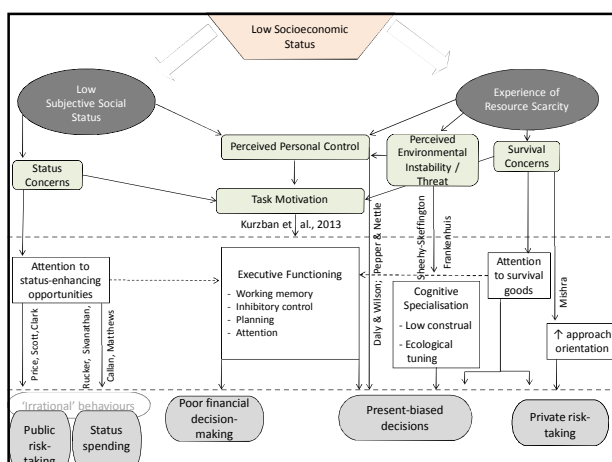 Low Socioeconomic
Status
Low
Subjective Social
Status
Experience of
Resource Scarcity
Perceived Personal Control
Perceived
Environmental
Instability /
Threat
Survival
Concerns
Status
Concerns
Task Motivation
Kurzban et al., 2013
Attention to
status-enhancing
opportunities
Executive Functioning
- Working memory
- Inhibitory control
- Planning
- Attention
Daly & Wilson; Pepper & Nettle
Sheehy-Skeffington
Frankenhuis
Cognitive
Specialisation
- Low construal
- Ecological
tuning
Attention
to survival
goods
Mishra
↑ approach
orientation
Price, Scott,Clark
Rucker, Sivanathan,
Callan, Matthews
'Irrational' behaviours
Public
risk-
taking
Status
spending
Poor financial
decision-
making
Present-biased
decisions
Private risk-
taking